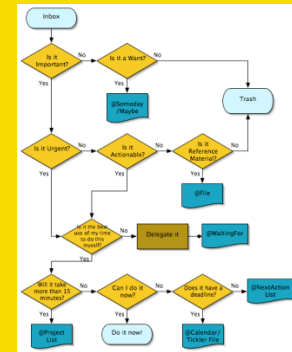 Inbox
Is it
Important?
No
Is it a Want?
No
Yes
Yes
@Someday
/Maybe
Trash
Is it Urgent?
No
Is it
Actionable?
No
Is it
Reference
Material?
No
Yes
Yes
Yes
@File
Is it the best
use of my time
to do this
myself?
No
Delegate it
@WaitingFor
Yes
Will it take
more than 15
minutes?
No
Can I do it
now?
No
Does it have a
deadline?
No
@NextAction
List
Yes
Yes
Yes
@Project
List
Do it now!
@Calendar/
Tickler File